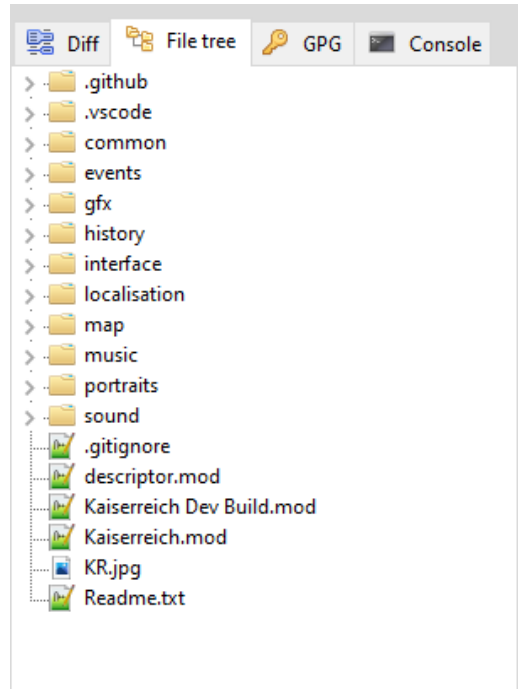 Diff File tree GPG Console
.github
.vscode
common
events
gfx
history
interface
localisation
map
music
portraits
sound
.gitignore
descriptor.mod
Kaiserreich Dev Build.mod
Kaiserreich.mod
KR.jpg
Readme.txt